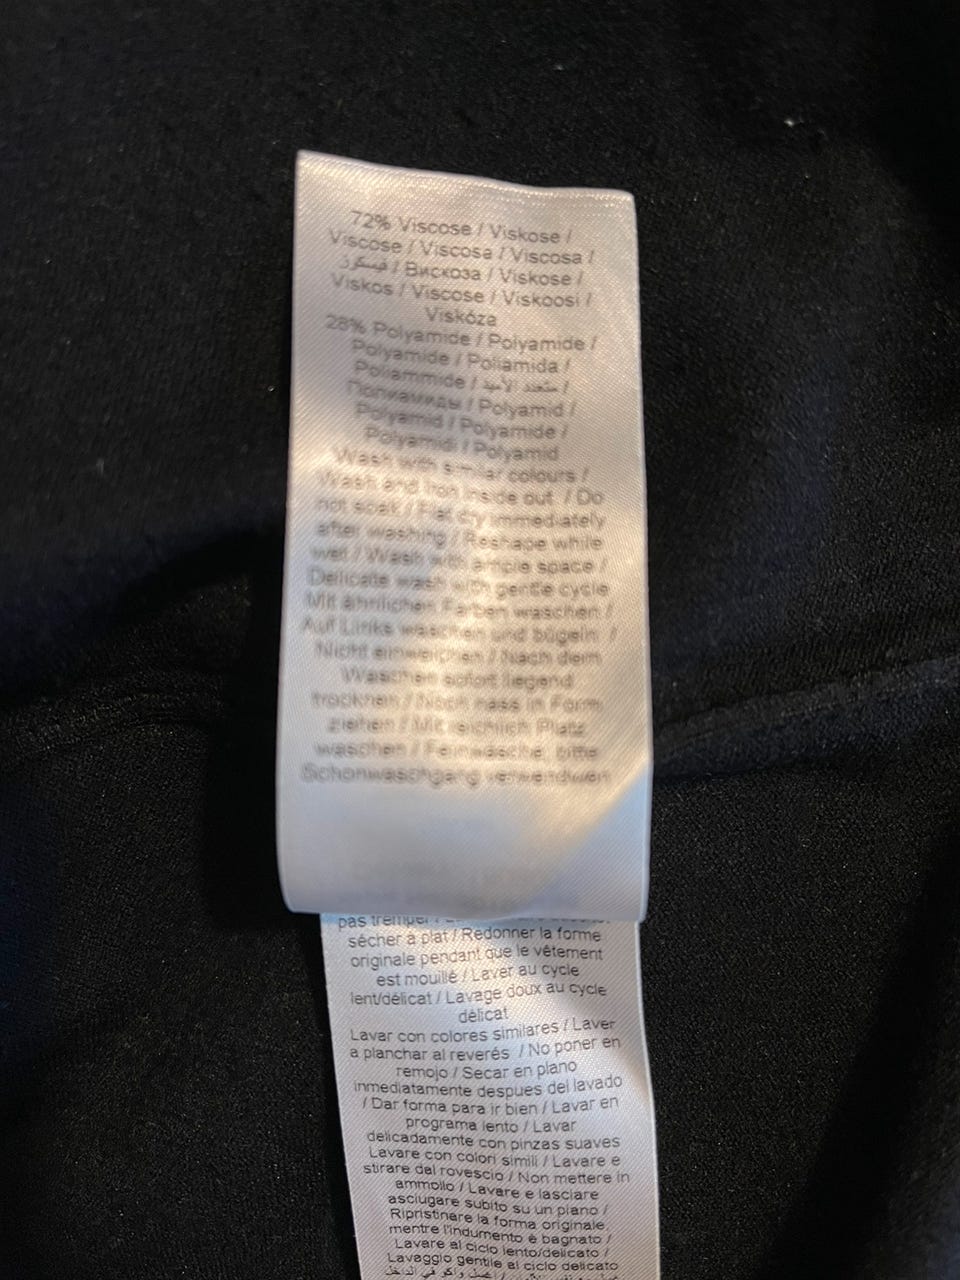 72% Viscose / Viskose /
Viscose / Viscosa / Viscosa /
فيسكوز / Вискоза / Viskose /
Viskos / Viscose / Viskoosi /
Viskóza
28% Polyamide / Polyamide /
Polyamide / Poliamida /
Poliammide / متعدد الأميد /
Полиамиды / Polyamid /
Polyamid / Polyamide /
Polyamidi / Polyamid
Wash with similar colours /
Wash and iron inside out / Do
not soak / Flat dry immediately
after washing / Reshape while
wet / Wash with ample space /
Delicate wash with gentle cycle
Mit ähnlichen Farben waschen /
Auf Links waschen und bügeln /
Nicht einweichen / Nach dem
Waschen sofort liegend
trocknen / Noch nass in Form
ziehen / Mit reichlich Platz
waschen / Feinwäsche, bitte
Schonwaschgang verwendwen
pas tremper /
sécher à plat / Redonner la forme
originale pendant que le vêtement
est mouillé / Laver au cycle
lent/délicat / Lavage doux au cycle
délicat
Lavar con colores similares / Laver
a planchar al reverés / No poner en
remojo / Secar en plano
inmediatamente despues del lavado
/ Dar forma para ir bien / Lavar en
programa lento / Lavar
delicadamente con pinzas suaves
Lavare con colori simili / Lavare e
stirare dal rovescio / Non mettere in
ammollo / Lavare e lasciare
asciugare subito su un piano /
Ripristinare la forma originale,
mentre l'indumento è bagnato /
Lavare al ciclo lento/delicato /
Lavaggio gentile al ciclo delicato
اغسل واكو في الداخل